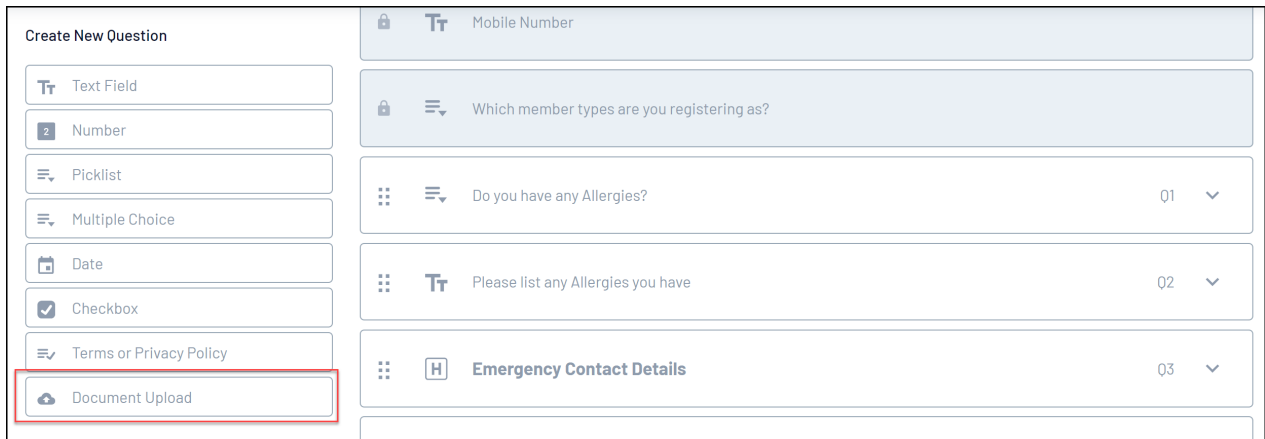 Create New Question
Text Field
2 Number
Picklist
Multiple Choice
Date
Checkbox
Terms or Privacy Policy
Document Upload
Mobile Number
Which member types are you registering as?
Do you have any Allergies? Q1
Please list any Allergies you have Q2
H Emergency Contact Details Q3